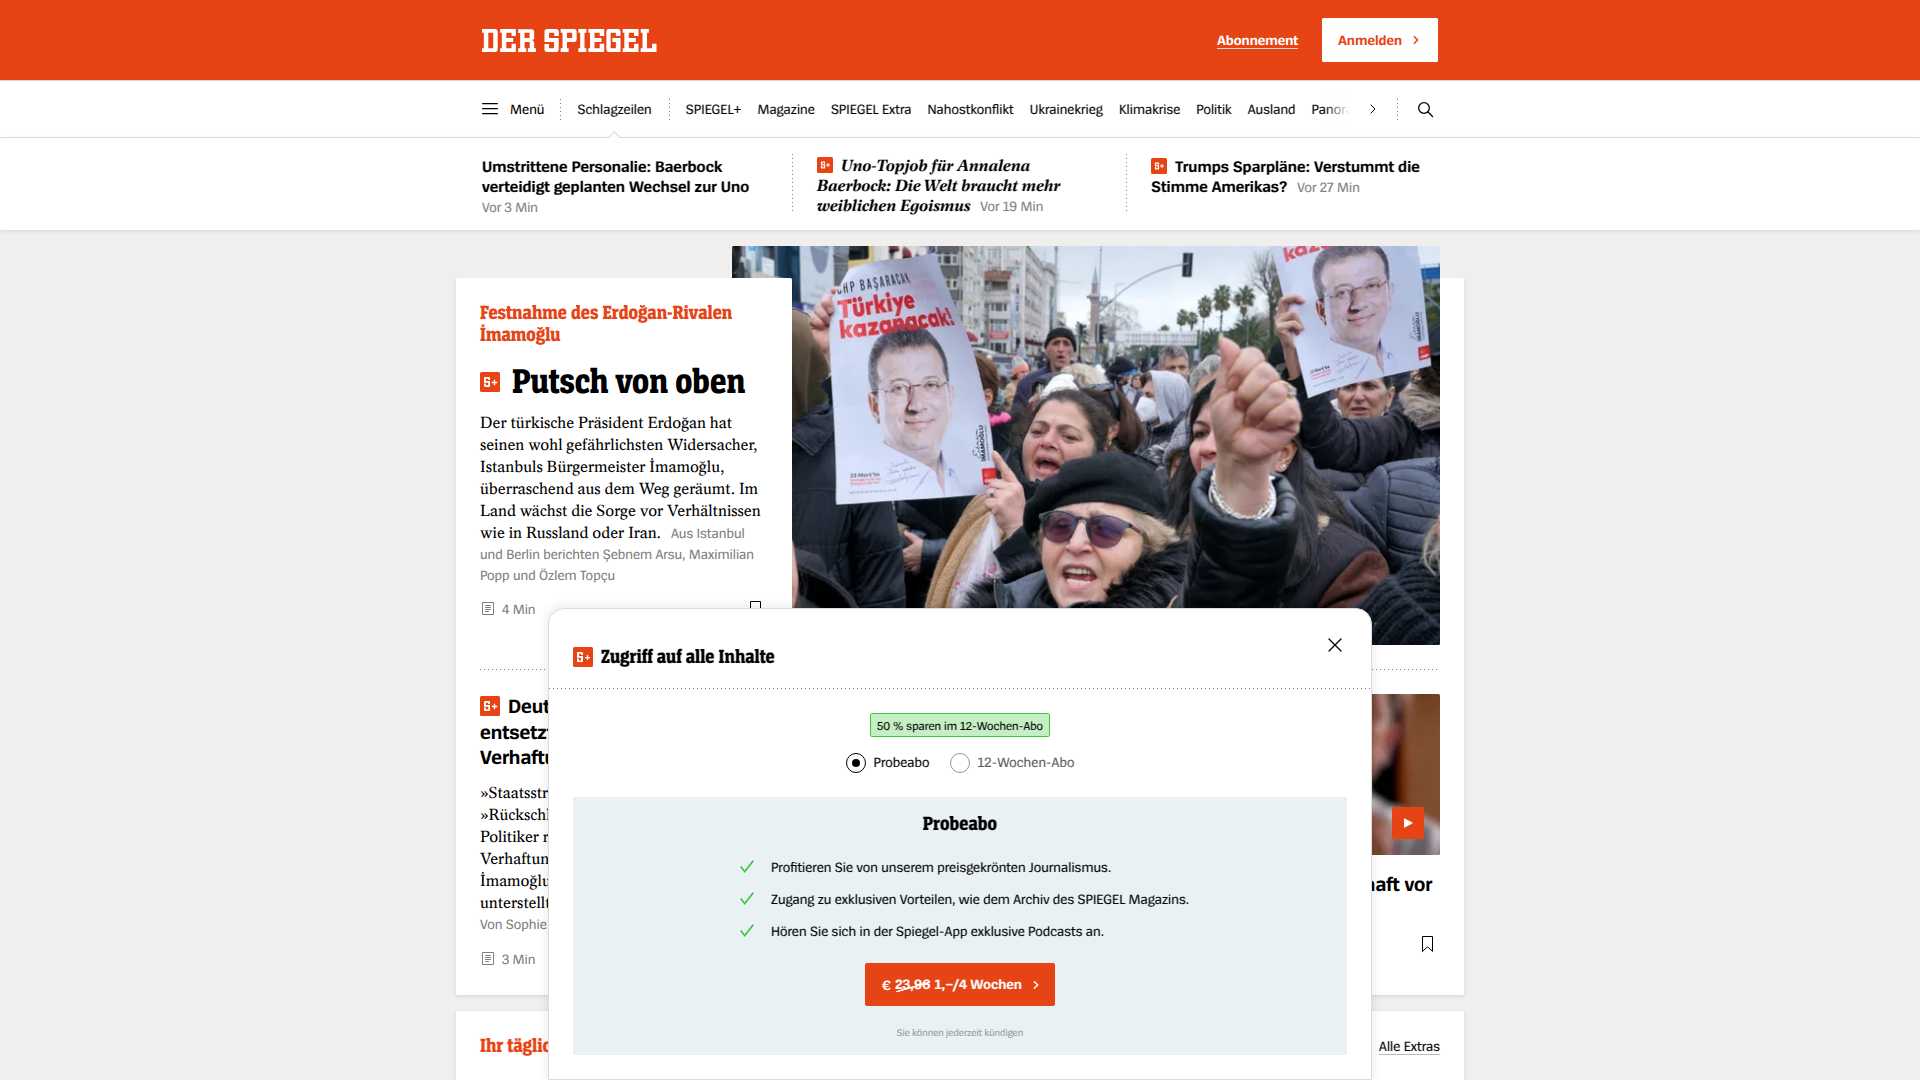 DER SPIEGEL
Abonnement
Anmelden
Menü
Schlagzeilen
SPIEGEL+
Magazine
SPIEGEL Extra
Nahostkonflikt
Ukrainekrieg
Klimakrise
Politik
Ausland
Umstrittene Personalie: Baerbock
verteidigt geplanten Wechsel zur Uno
Vor 3 Min
Uno-Topjob für Annalena
Baerbock: Die Welt braucht mehr
weiblichen Egoismus Vor 19 Min
Trumps Sparpläne: Verstummt die
Stimme Amerikas? Vor 27 Min
Festnahme des Erdoğan-Rivalen
İmamoğlu
Putsch von oben
Der türkische Präsident Erdoğan hat
seinen wohl gefährlichsten Widersacher,
Istanbuls Bürgermeister İmamoğlu,
überraschend aus dem Weg geräumt. Im
Land wächst die Sorge vor Verhältnissen
wie in Russland oder Iran. Aus Istanbul
und Berlin berichten Şebnem Arsu, Maximilian
Popp und Özlem Topçu
4 Min
CHP BAŞARACAK
Türkiye
kazanacak!
Zugriff auf alle Inhalte
50 % sparen im 12-Wochen-Abo
Probeabo
12-Wochen-Abo
Probeabo
Profitieren Sie von unserem preisgekrönten Journalismus.
Zugang zu exklusiven Vorteilen, wie dem Archiv des SPIEGEL Magazins.
Hören Sie sich in der Spiegel-App exklusive Podcasts an.
€ 23,96 1,–/4 Wochen
Sie können jederzeit kündigen
Deut
entsetz
Verhaftu
»Staatsstr
»Rückschl
Politiker r
Verhaftun
İmamoğlu
unterstellt
Von Sophie
3 Min
haft vor
Ihr täglic
Alle Extras